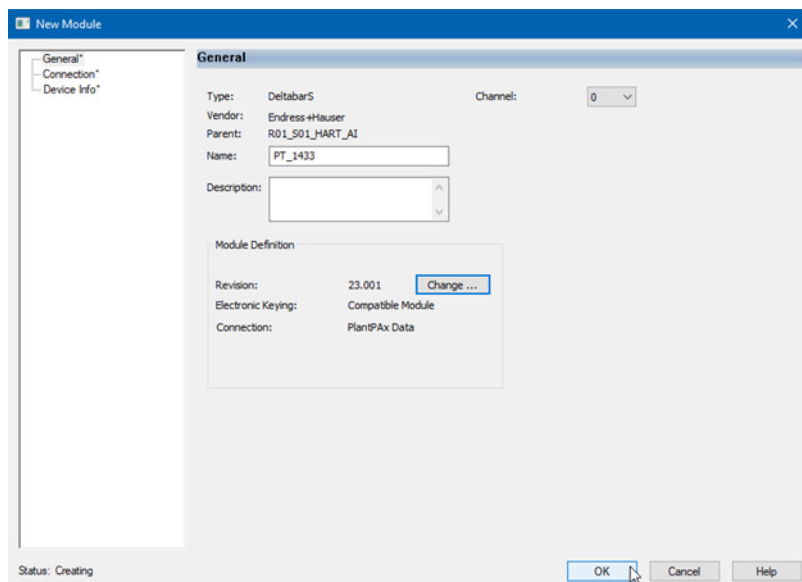 New Module
General*
Connection*
Device Info*
General
Type: DeltabarS Channel: 0
Vendor: Endress+Hauser
Parent: R01_S01_HART_AI
Name: PT_1433
Description:
Module Definition
Revision: 23.001 Change ...
Electronic Keying: Compatible Module
Connection: PlantPAx Data
Status: Creating
OK Cancel Help